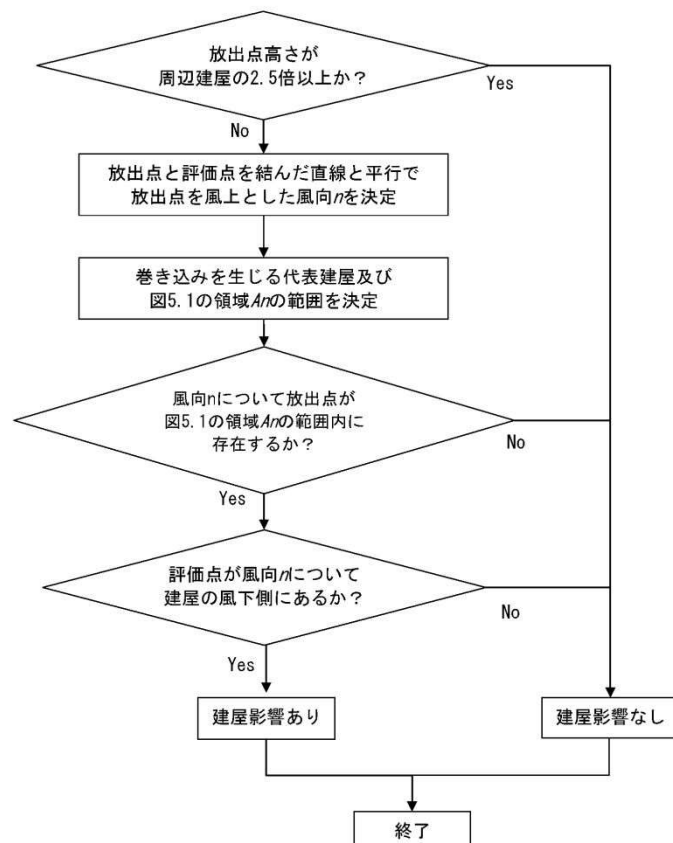 放出点高さが
周辺建屋の2.5倍以上か？
Yes
No
放出点と評価点を結んだ直線と平行で
放出点を風上とした風向nを決定
巻き込みを生じる代表建屋及び
図5.1の領域Anの範囲を決定
風向nについて放出点が
図5.1の領域Anの範囲内に
存在するか？
No
Yes
評価点が風向nについて
建屋の風下側にあるか？
No
Yes
建屋影響あり
建屋影響なし
終了